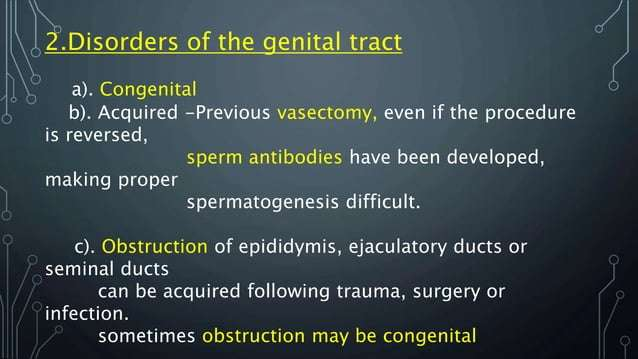 2.Disorders of the genital tract
a). Congenital
b). Acquired -Previous vasectomy, even if the procedure
is reversed,
sperm antibodies have been developed,
making proper
spermatogenesis difficult.
c). Obstruction of epididymis, ejaculatory ducts or
seminal ducts
can be acquired following trauma, surgery or
infection.
sometimes obstruction may be congenital